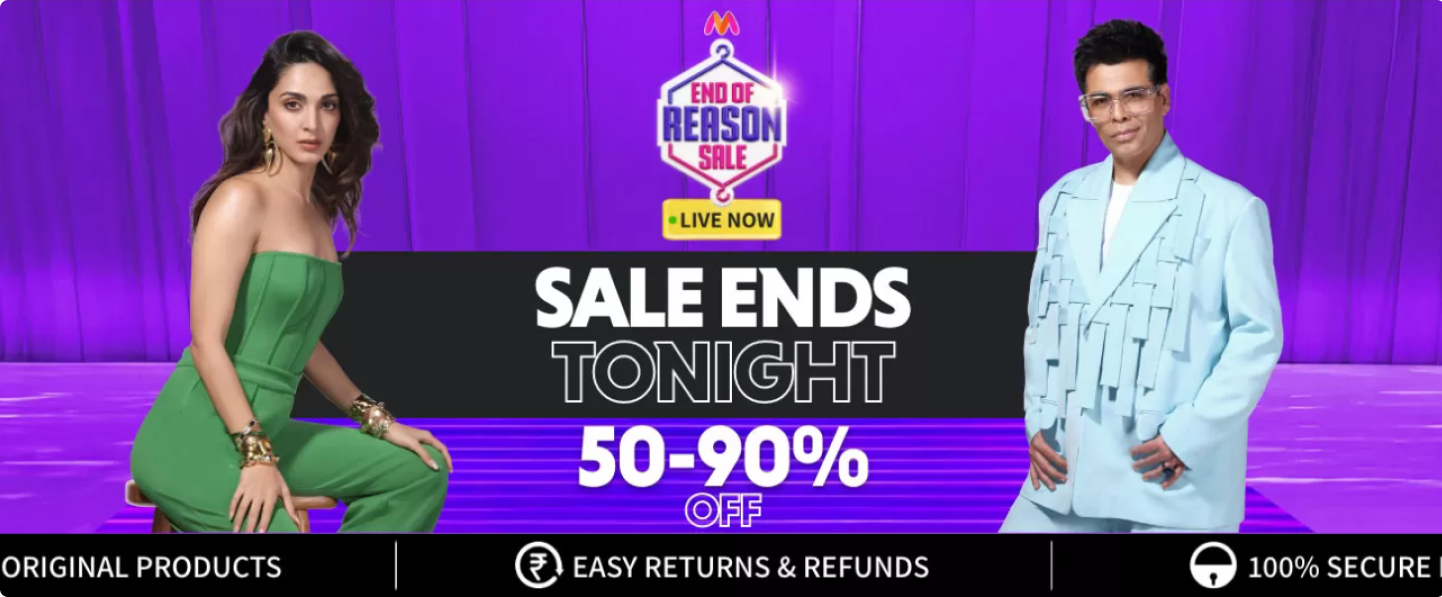 END OF
REASON
SALE
LIVE NOW
SALE ENDS
TONIGHT
50-90%
OFF
ORIGINAL PRODUCTS
EASY RETURNS & REFUNDS
100% SECURE